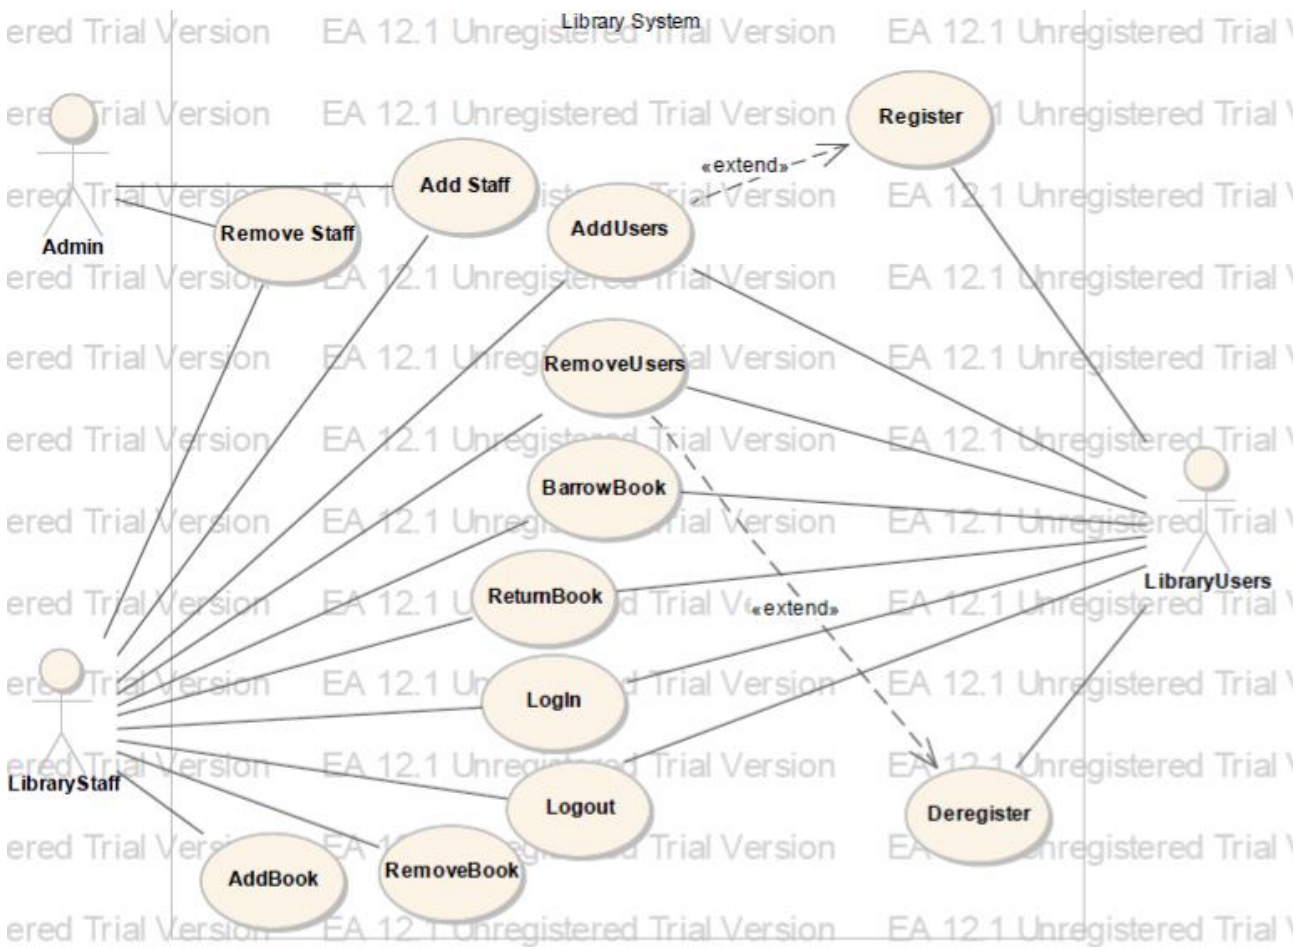 Library System
EA 12.1 Unregistered Trial Version
Register
«extend»
Add Staff
AddUsers
Remove Staff
Admin
RemoveUsers
BarrowBook
LibraryUsers
ReturnBook
«extend»
LogIn
LibraryStaff
Logout
Deregister
RemoveBook
AddBook